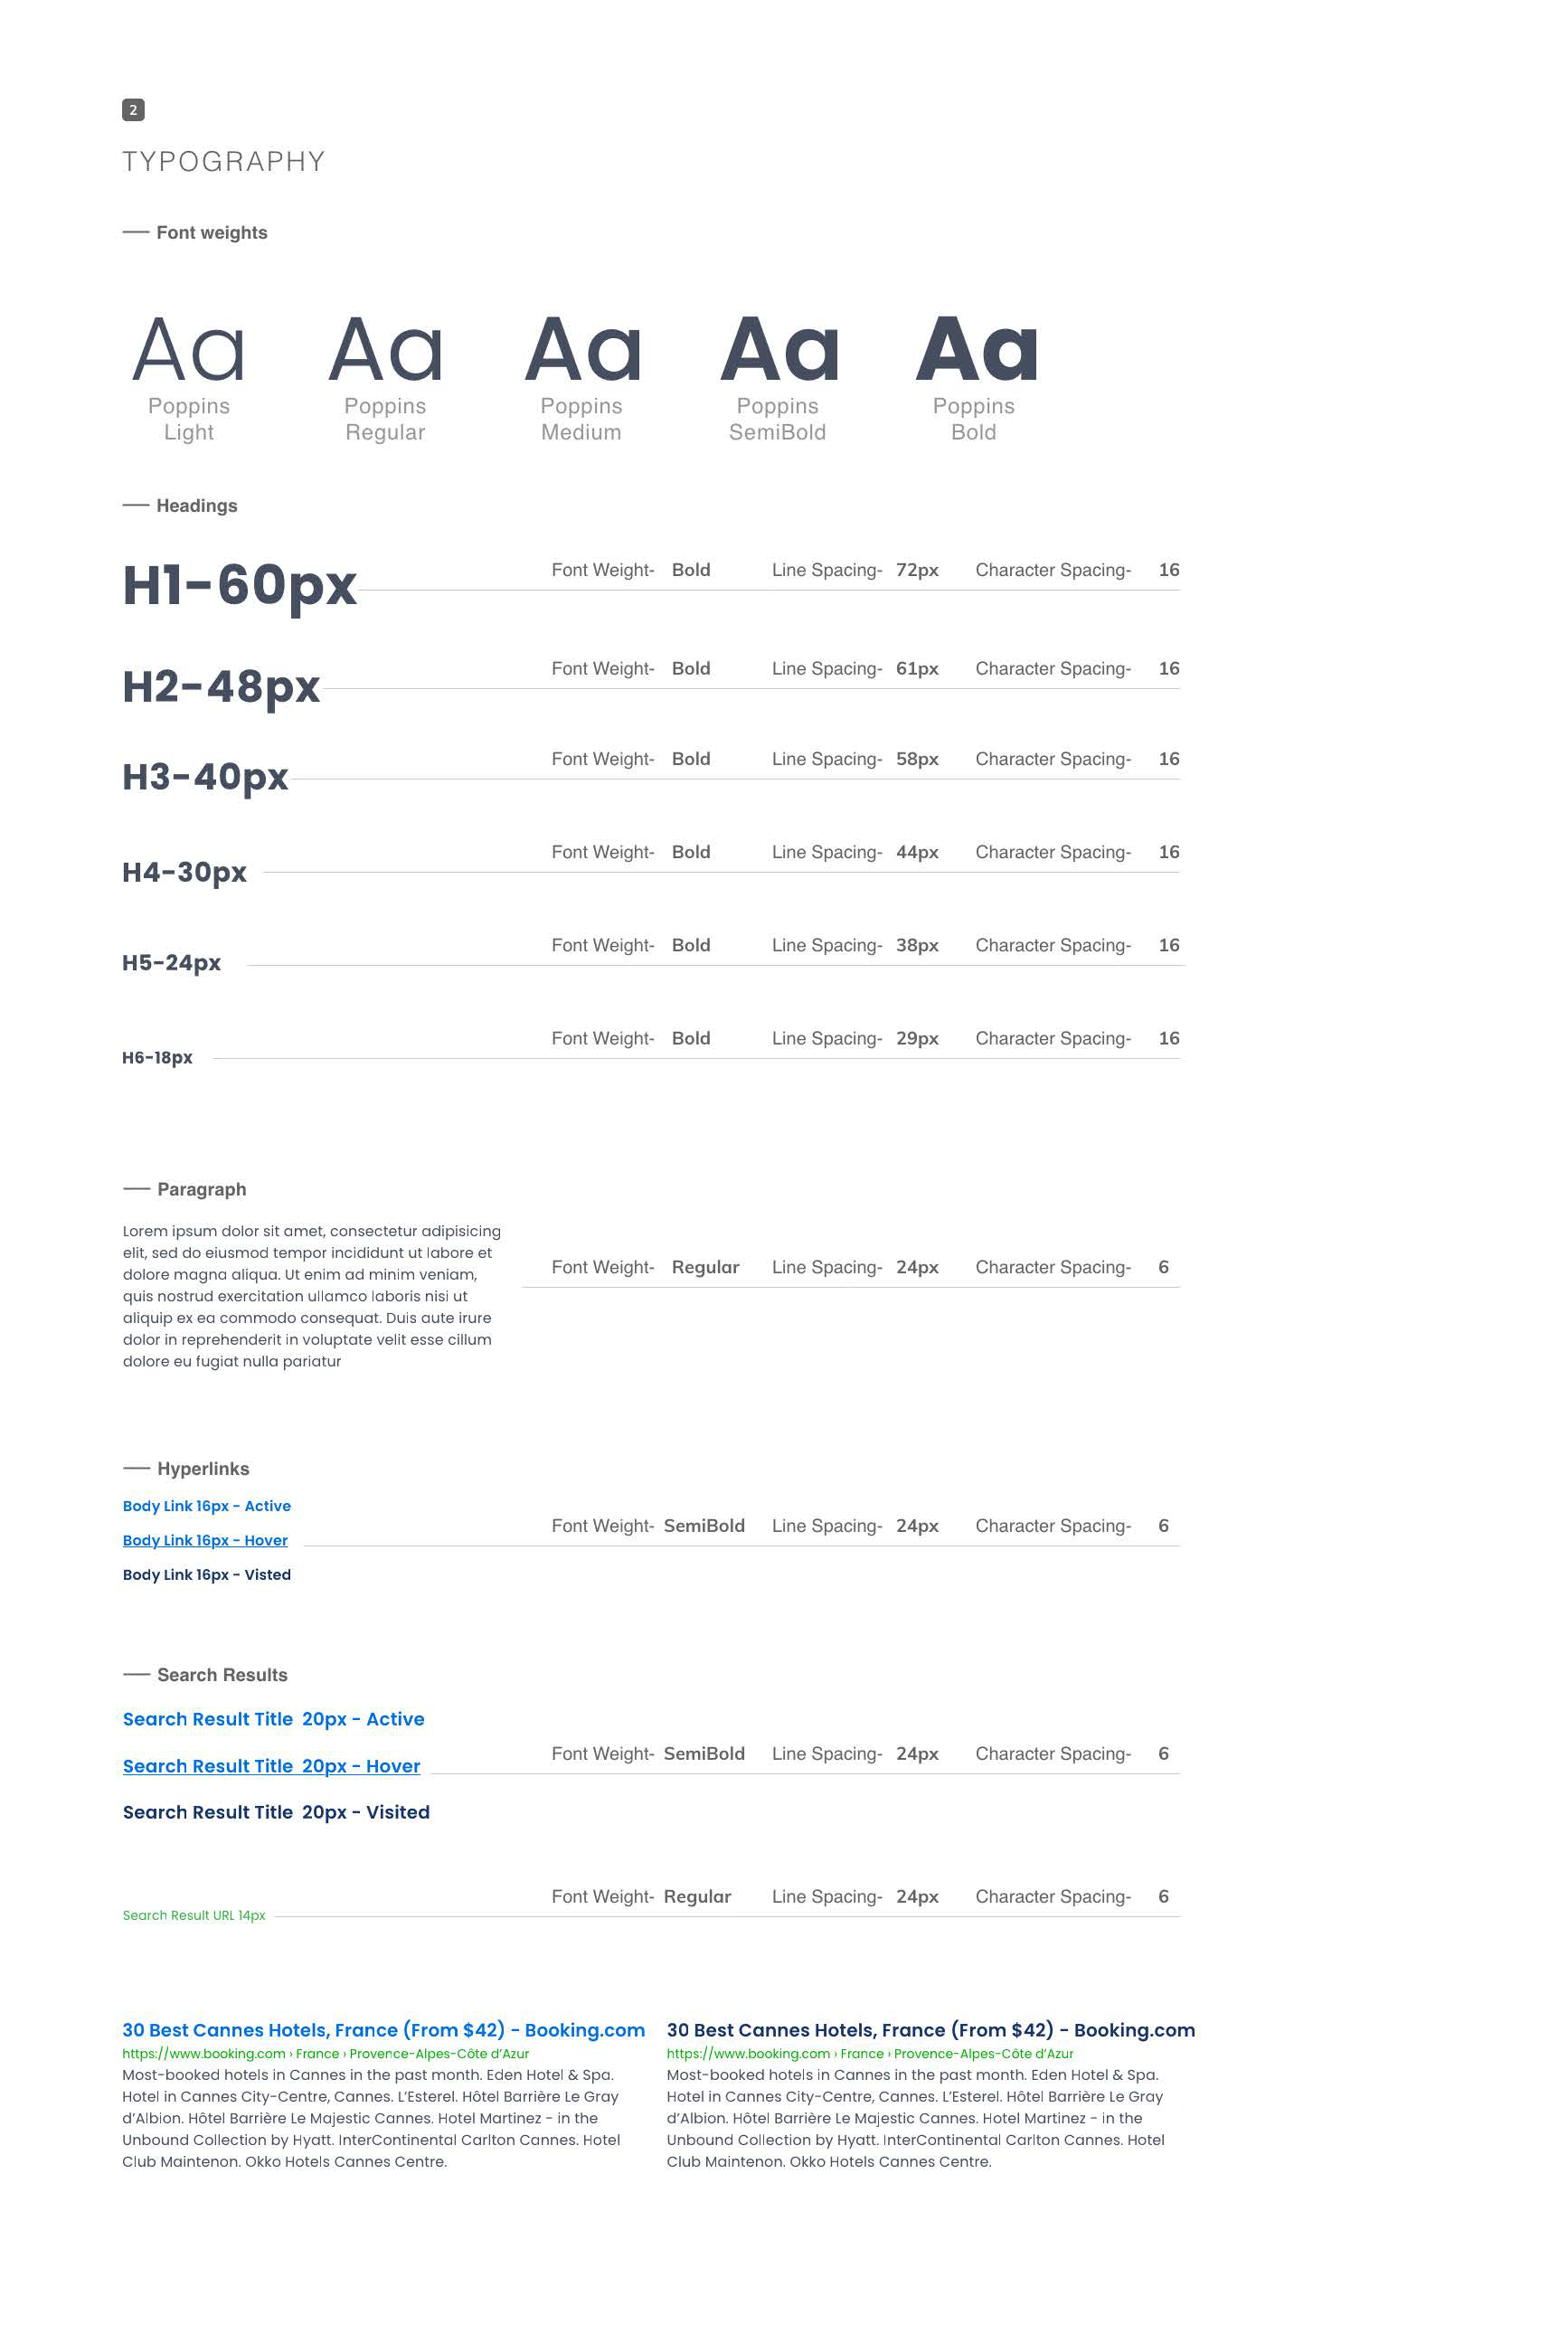 2
TYPOGRAPHY
Font weights
Aa Aa Aa Aa Aa
Poppins Poppins Poppins Poppins Poppins
Light Regular Medium SemiBold Bold
Headings
H1-60px Font Weight- Bold Line Spacing- 72px Character Spacing- 16
H2-48px Font Weight- Bold Line Spacing- 61px Character Spacing- 16
H3-40px Font Weight- Bold Line Spacing- 58px Character Spacing- 16
H4-30px Font Weight- Bold Line Spacing- 44px Character Spacing- 16
H5-24px Font Weight- Bold Line Spacing- 38px Character Spacing- 16
H6-18px Font Weight- Bold Line Spacing- 29px Character Spacing- 16
Paragraph
Lorem ipsum dolor sit amet, consectetur adipisicing
elit, sed do eiusmod tempor incididunt ut labore et
dolore magna aliqua. Ut enim ad minim veniam,
quis nostrud exercitation ullamco laboris nisi ut
aliquip ex ea commodo consequat. Duis aute irure
dolor in reprehenderit in voluptate velit esse cillum
dolore eu fugiat nulla pariatur
Font Weight- Regular Line Spacing- 24px Character Spacing- 6
Hyperlinks
Body Link 16px - Active
Body Link 16px - Hover
Body Link 16px - Visted
Font Weight- SemiBold Line Spacing- 24px Character Spacing- 6
Search Results
Search Result Title 20px - Active
Search Result Title 20px - Hover
Search Result Title 20px - Visited
Font Weight- SemiBold Line Spacing- 24px Character Spacing- 6
Search Result URL 14px Font Weight- Regular Line Spacing- 24px Character Spacing- 6
30 Best Cannes Hotels, France (From $42) - Booking.com
https://www.booking.com › France › Provence-Alpes-Côte d’Azur
Most-booked hotels in Cannes in the past month. Eden Hotel & Spa.
Hotel in Cannes City-Centre, Cannes. L’Esterel. Hôtel Barrière Le Gray
d’Albion. Hôtel Barrière Le Majestic Cannes. Hotel Martinez - in the
Unbound Collection by Hyatt. InterContinental Carlton Cannes. Hotel
Club Maintenon. Okko Hotels Cannes Centre.
30 Best Cannes Hotels, France (From $42) - Booking.com
https://www.booking.com › France › Provence-Alpes-Côte d’Azur
Most-booked hotels in Cannes in the past month. Eden Hotel & Spa.
Hotel in Cannes City-Centre, Cannes. L’Esterel. Hôtel Barrière Le Gray
d’Albion. Hôtel Barrière Le Majestic Cannes. Hotel Martinez - in the
Unbound Collection by Hyatt. InterContinental Carlton Cannes. Hotel
Club Maintenon. Okko Hotels Cannes Centre.